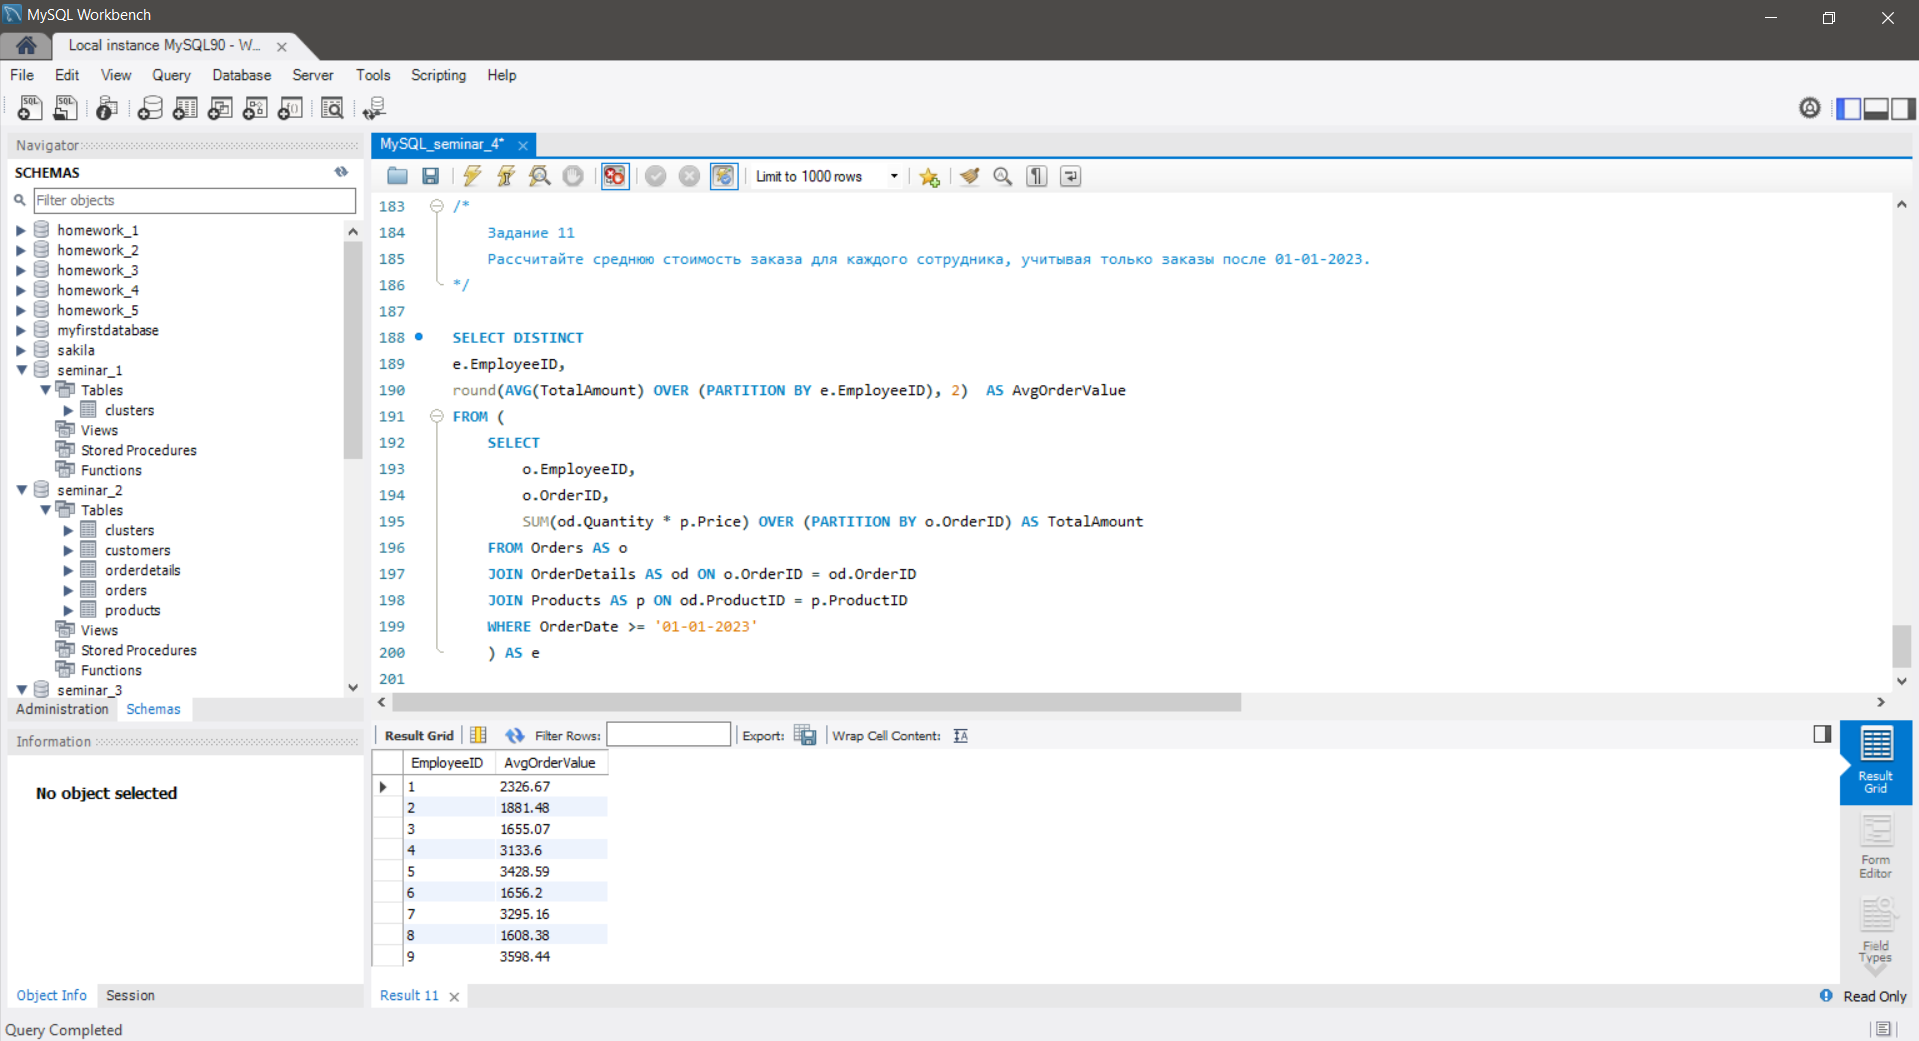 MySQL Workbench
Local instance MySQL90 - W...
File Edit View Query Database Server Tools Scripting Help
Navigator
SCHEMAS
Filter objects
homework_1
homework_2
homework_3
homework_4
homework_5
myfirstdatabase
sakila
seminar_1
Tables
clusters
Views
Stored Procedures
Functions
seminar_2
Tables
clusters
customers
orderdetails
orders
products
Views
Stored Procedures
Functions
seminar_3
Administration Schemas
Information
No object selected
Object Info Session
MySQL_seminar_4*
Limit to 1000 rows
183 /*
184 Задание 11
185 Рассчитайте среднюю стоимость заказа для каждого сотрудника, учитывая только заказы после 01-01-2023.
186 */
187
188 SELECT DISTINCT
189 e.EmployeeID,
190 round(AVG(TotalAmount) OVER (PARTITION BY e.EmployeeID), 2)  AS AvgOrderValue
191 FROM (
192 SELECT
193 o.EmployeeID,
194 o.OrderID,
195 SUM(od.Quantity * p.Price) OVER (PARTITION BY o.OrderID) AS TotalAmount
196 FROM Orders AS o
197 JOIN OrderDetails AS od ON o.OrderID = od.OrderID
198 JOIN Products AS p ON od.ProductID = p.ProductID
199 WHERE OrderDate >= '01-01-2023'
200 ) AS e
201
Result Grid Filter Rows: Export: Wrap Cell Content:
EmployeeID AvgOrderValue
1 2326.67
2 1881.48
3 1655.07
4 3133.6
5 3428.59
6 1656.2
7 3295.16
8 1608.38
9 3598.44
Result
Grid
Form
Editor
Field
Types
Result 11
Read Only
Query Completed